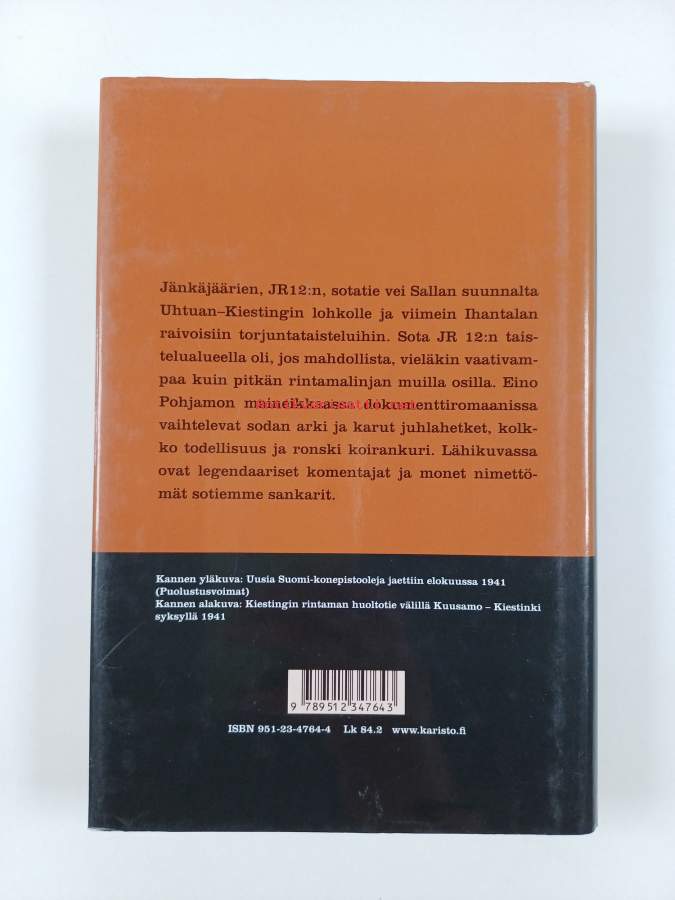 Jänkäjäärien, JR12:n, sotatie vei Sallan suunnalta
Uhtuan–Kiestingin lohkolle ja viimein Ihantalan
raivoisiin torjuntataisteluihin. Sota JR 12:n tais-
telualueella oli, jos mahdollista, vieläkin vaativam-
paa kuin pitkän rintamalinjan muilla osilla. Eino
Pohjamon maineikkaassa dokumenttiromaanissa
vaihtelevat sodan arki ja karut juhlahetket, kolk-
ko todellisuus ja ronski koirankuri. Lähikuvassa
ovat legendaariset komentajat ja monet nimettö-
mät sotiemme sankarit.
Kannen yläkuva: Uusia Suomi-konepistooleja jaettiin elokuussa 1941
(Puolustusvoimat)
Kannen alakuva: Kiestingin rintaman huoltotie välillä Kuusamo – Kiestinki
syksyllä 1941
9 789512 347643
ISBN 951-23-4764-4 Lk 84.2 www.karisto.fi